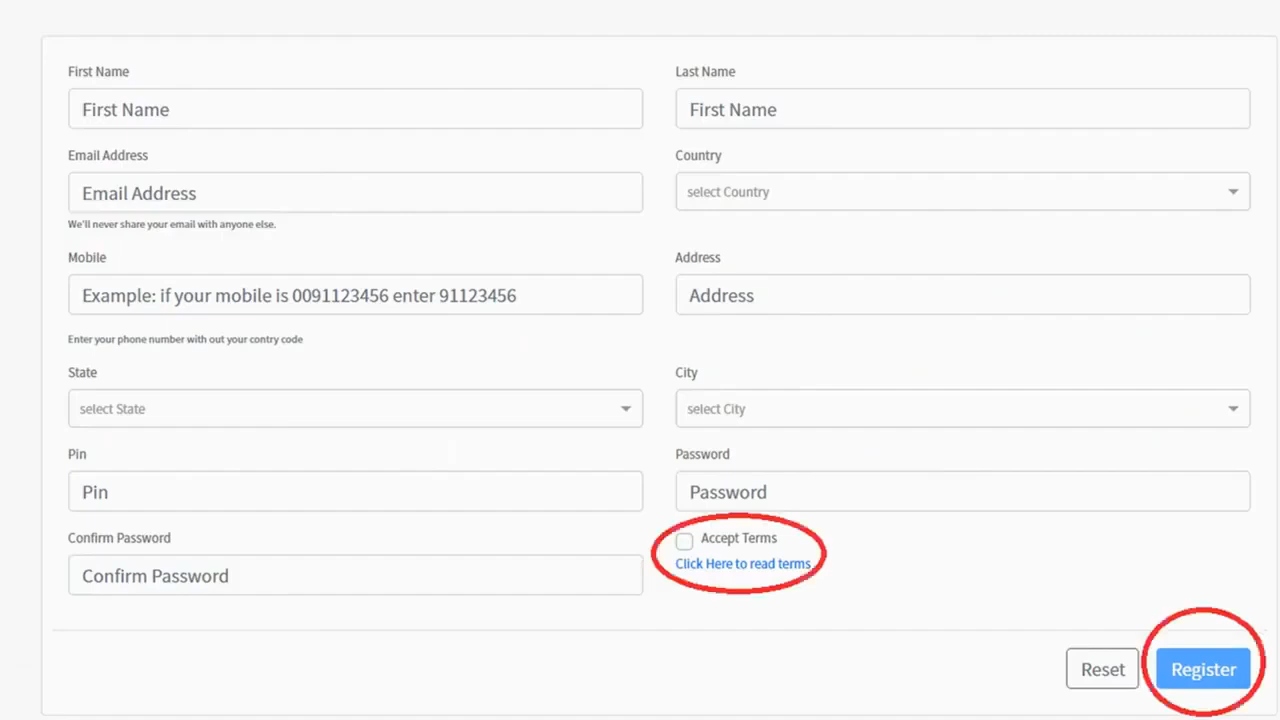 First Name
Last Name
First Name
First Name
Email Address
Country
Email Address
select Country
We'll never share your email with anyone else.
Mobile
Address
Example: if your mobile is 0091123456 enter 91123456
Address
Enter your phone number with out your contry code
State
City
select State
select City
Pin
Password
Pin
Password
Confirm Password
Accept Terms
Click Here to read terms
Confirm Password
Reset
Register